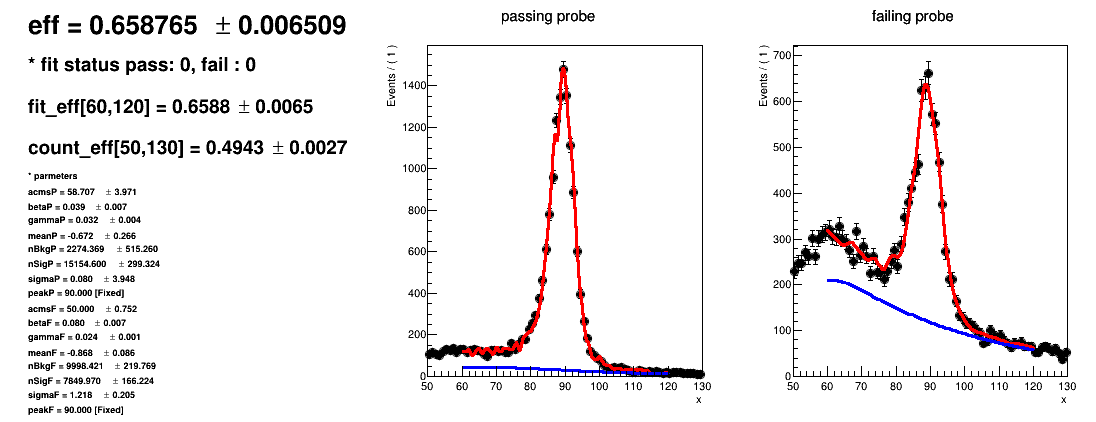 eff = 0.658765 ± 0.006509
* fit status pass: 0, fail : 0
fit_eff[60,120] = 0.6588 ± 0.0065
count_eff[50,130] = 0.4943 ± 0.0027
* parmeters
acmsP = 58.707 ± 3.971
betaP = 0.039 ± 0.007
gammaP = 0.032 ± 0.004
meanP = -0.672 ± 0.266
nBkgP = 2274.369 ± 515.260
nSigP = 15154.600 ± 299.324
sigmaP = 0.080 ± 3.948
peakP = 90.000 [Fixed]
acmsF = 50.000 ± 0.752
betaF = 0.080 ± 0.007
gammaF = 0.024 ± 0.001
meanF = -0.868 ± 0.086
nBkgF = 9998.421 ± 219.769
nSigF = 7849.970 ± 166.224
sigmaF = 1.218 ± 0.205
peakF = 90.000 [Fixed]
passing probe
Events / ( 1 )
1400
1200
1000
800
600
400
200
0
50 60 70 80 90 100 110 120 130
x
failing probe
Events / ( 1 )
700
600
500
400
300
200
100
0
50 60 70 80 90 100 110 120 130
x